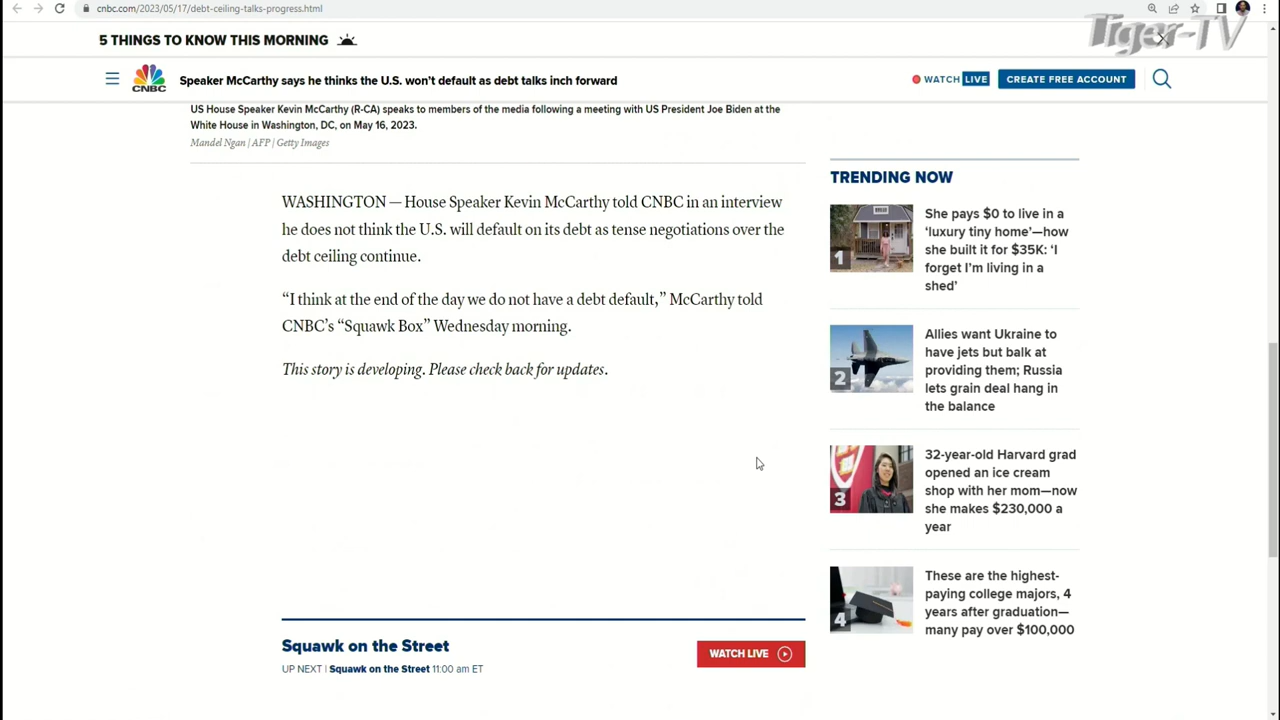 cnbc.com/2023/05/17/debt-ceiling-talks-progress.html
Tiger-TV
5 THINGS TO KNOW THIS MORNING
CNBC
Speaker McCarthy says he thinks the U.S. won’t default as debt talks inch forward
WATCH LIVE
CREATE FREE ACCOUNT
US House Speaker Kevin McCarthy (R-CA) speaks to members of the media following a meeting with US President Joe Biden at the
White House in Washington, DC, on May 16, 2023.
Mandel Ngan | AFP | Getty Images
WASHINGTON — House Speaker Kevin McCarthy told CNBC in an interview
he does not think the U.S. will default on its debt as tense negotiations over the
debt ceiling continue.
“I think at the end of the day we do not have a debt default,” McCarthy told
CNBC’s “Squawk Box” Wednesday morning.
This story is developing. Please check back for updates.
Squawk on the Street
UP NEXT | Squawk on the Street 11:00 am ET
WATCH LIVE
TRENDING NOW
1
She pays $0 to live in a
‘luxury tiny home’—how
she built it for $35K: ‘I
forget I’m living in a
shed’
2
Allies want Ukraine to
have jets but balk at
providing them; Russia
lets grain deal hang in
the balance
3
32-year-old Harvard grad
opened an ice cream
shop with her mom—now
she makes $230,000 a
year
4
These are the highest-
paying college majors, 4
years after graduation—
many pay over $100,000